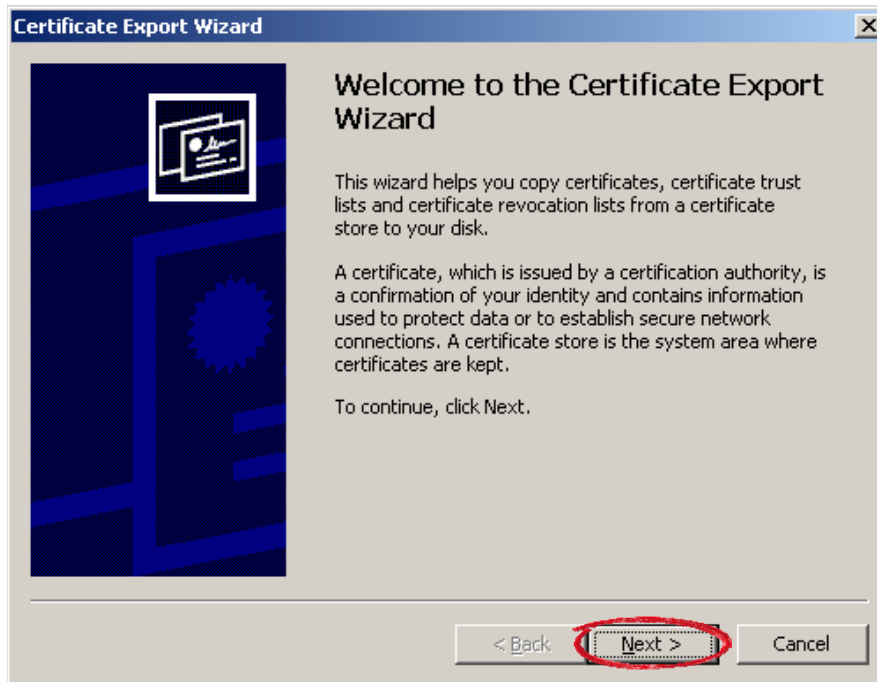 Certificate Export Wizard
Welcome to the Certificate Export
Wizard
This wizard helps you copy certificates, certificate trust
lists and certificate revocation lists from a certificate
store to your disk.
A certificate, which is issued by a certification authority, is
a confirmation of your identity and contains information
used to protect data or to establish secure network
connections. A certificate store is the system area where
certificates are kept.
To continue, click Next.
< Back
Next >
Cancel